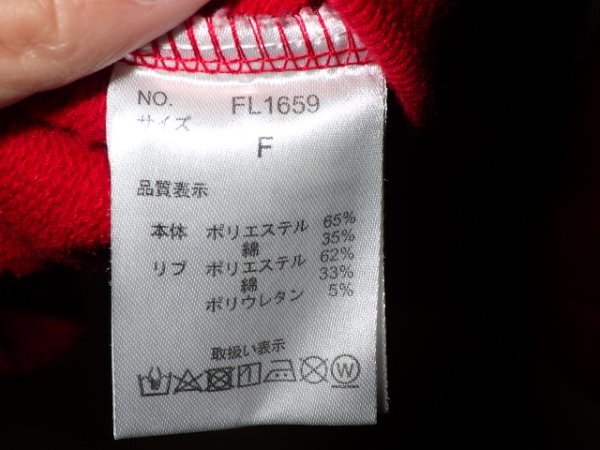 NO. FL1659
サイズ
F
品質表示
本体 ポリエステル 65%
綿 35%
リブ ポリエステル 62%
綿 33%
ポリウレタン 5%
取扱い表示
W